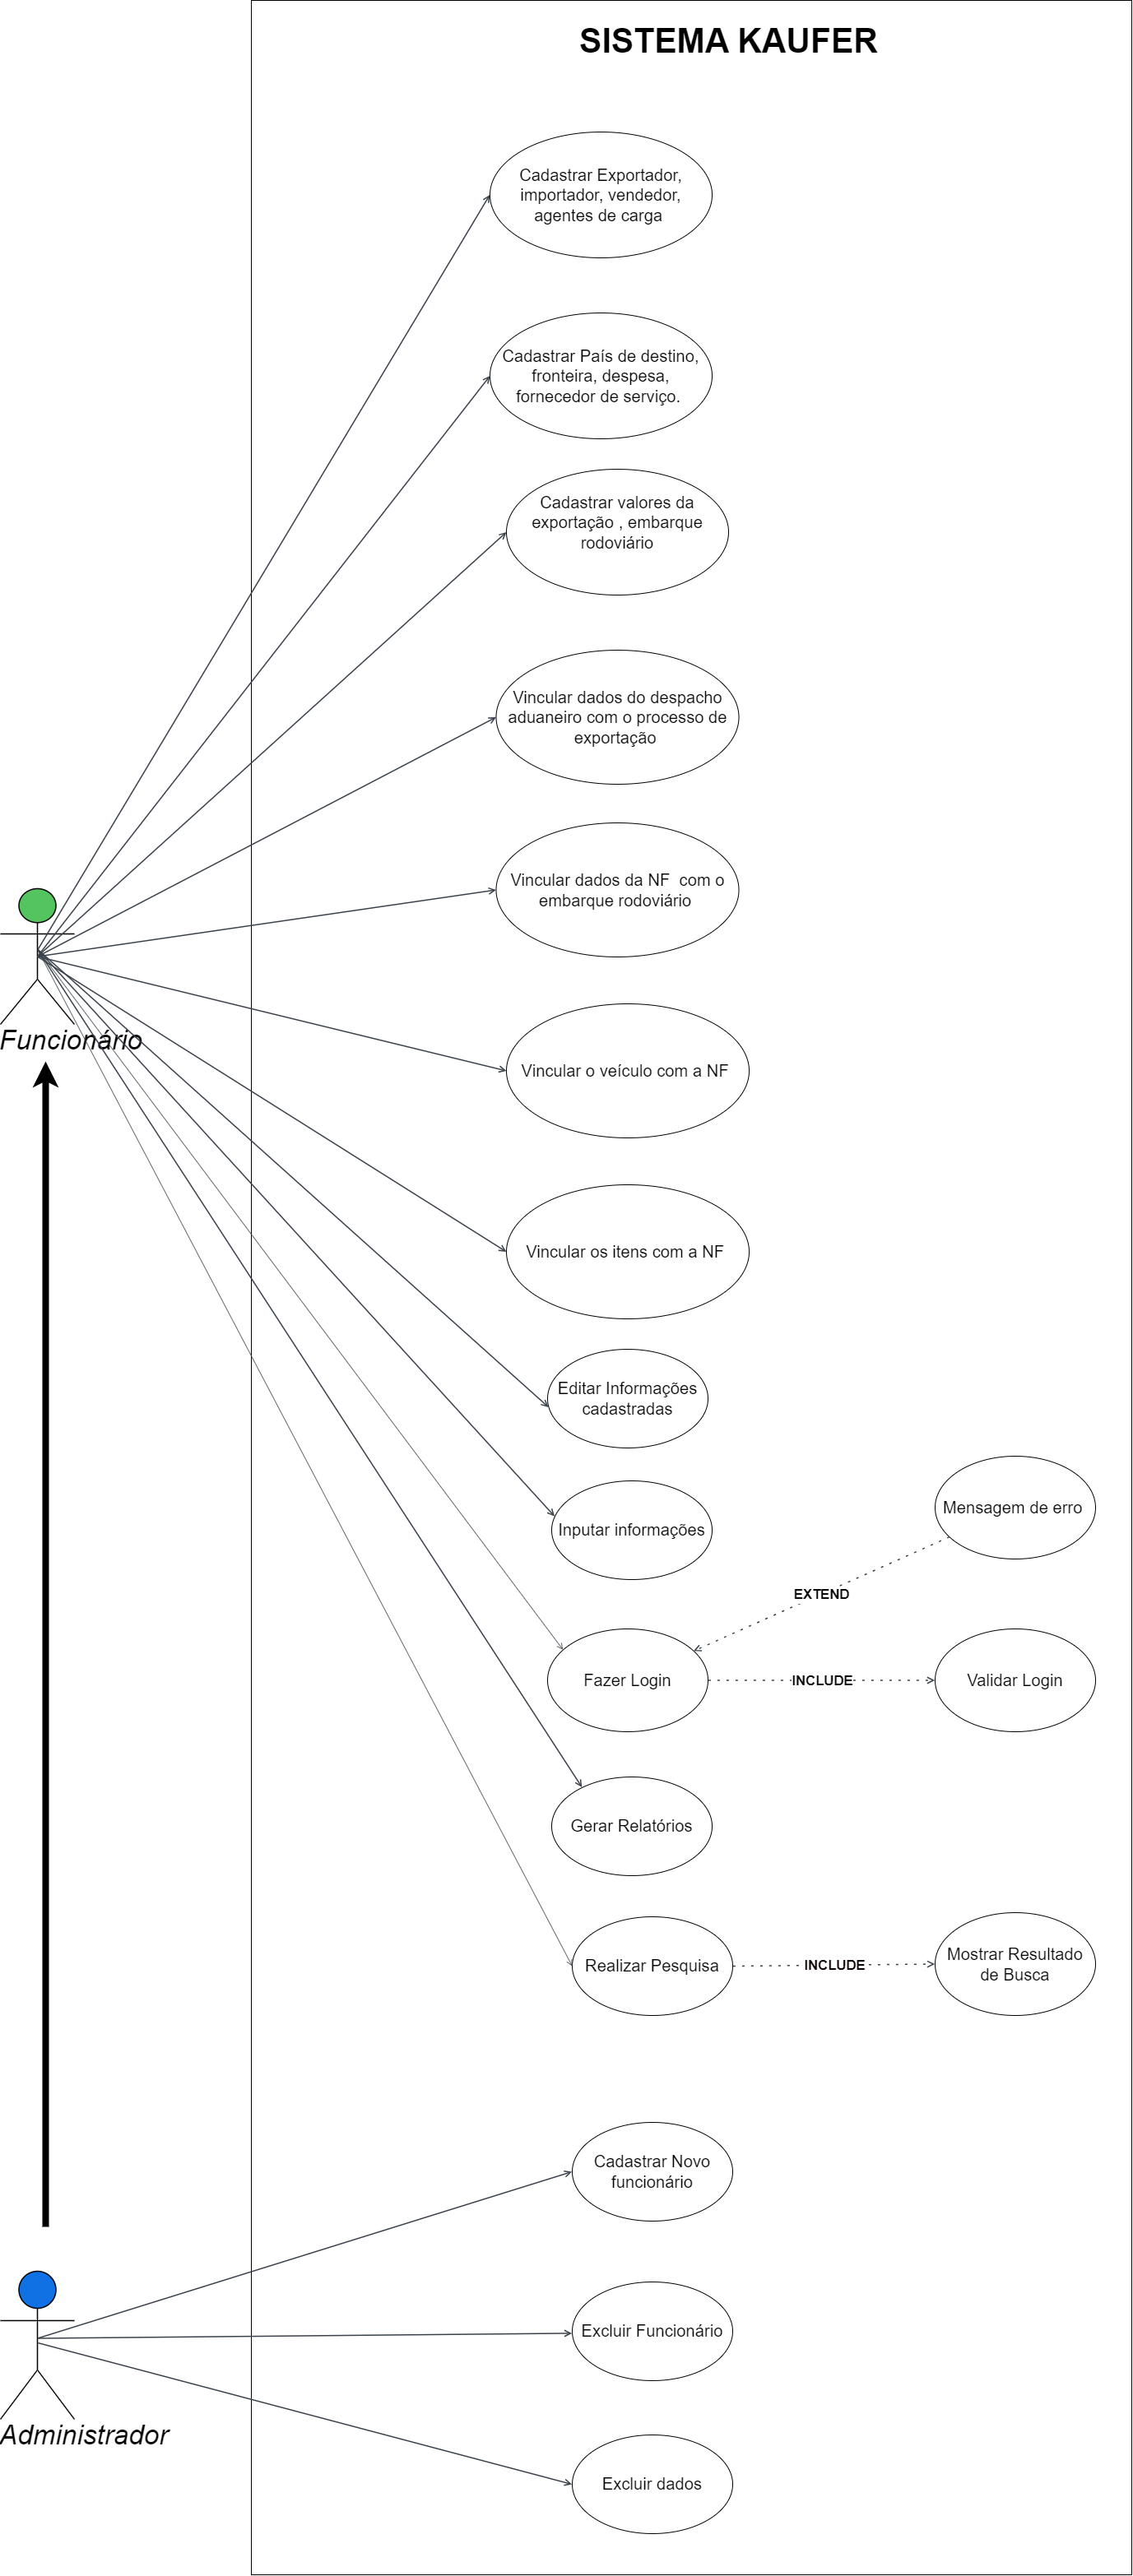 SISTEMA KAUFER
Cadastrar Exportador,
importador, vendedor,
agentes de carga
Cadastrar País de destino,
fronteira, despesa,
fornecedor de serviço.
Cadastrar valores da
exportação , embarque
rodoviário
Vincular dados do despacho
aduaneiro com o processo de
exportação
Vincular dados da NF  com o
embarque rodoviário
Funcionário
Vincular o veículo com a NF
Vincular os itens com a NF
Editar Informações
cadastradas
Mensagem de erro
Inputar informações
EXTEND
Fazer Login
INCLUDE
Validar Login
Gerar Relatórios
Realizar Pesquisa
INCLUDE
Mostrar Resultado
de Busca
Cadastrar Novo
funcionário
Excluir Funcionário
Administrador
Excluir dados